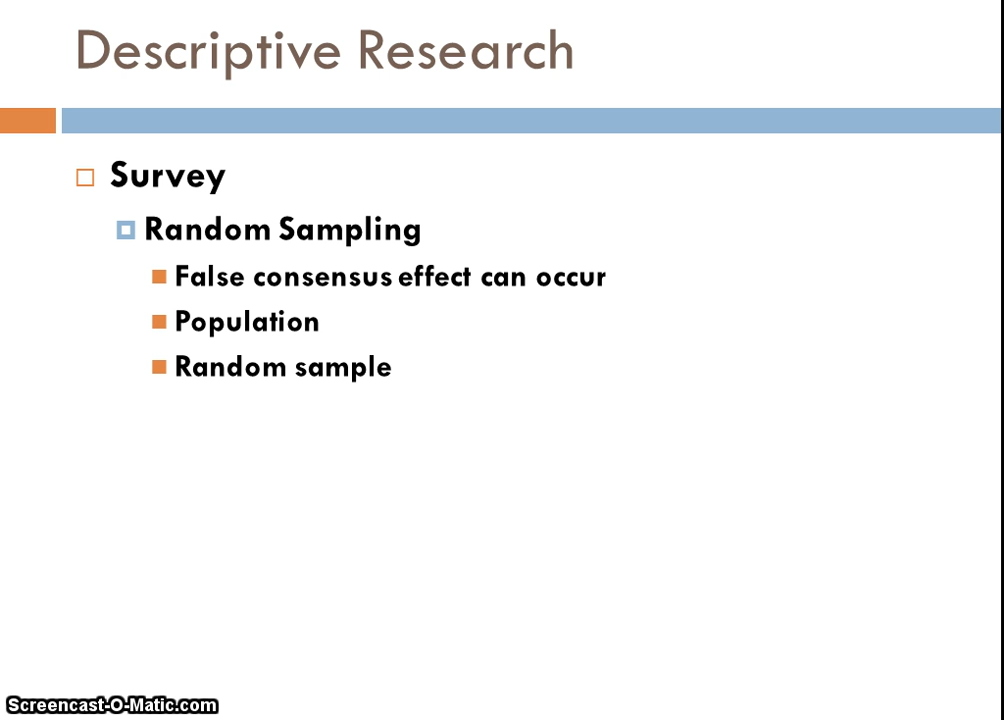 Descriptive Research
Survey
Random Sampling
False consensus effect can occur
Population
Random sample
Screencast-O-Matic.com